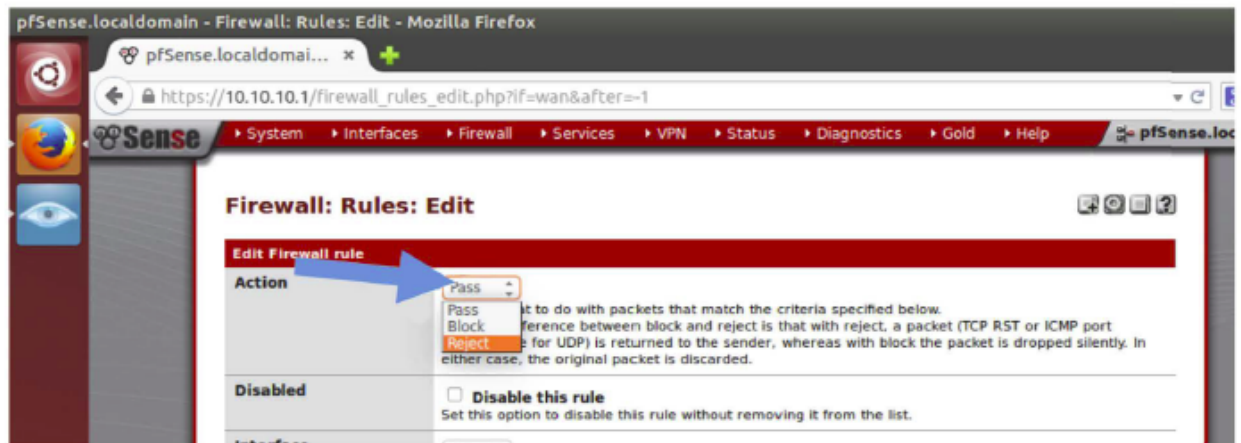 pfSense.localdomain - Firewall: Rules: Edit - Mozilla Firefox
pfSense.localdomai...
https://10.10.10.1/firewall_rules_edit.php?if=wan&after=-1
Sense System Interfaces Firewall Services VPN Status Diagnostics Gold Help pfSense.loc
Firewall: Rules: Edit
Edit Firewall rule
Action
Pass
Pass t to do with packets that match the criteria specified below.
Block ference between block and reject is that with reject, a packet (TCP RST or ICMP port
Reject e for UDP) is returned to the sender, whereas with block the packet is dropped silently. In
either case, the original packet is discarded.
Disabled Disable this rule
Set this option to disable this rule without removing it from the list.